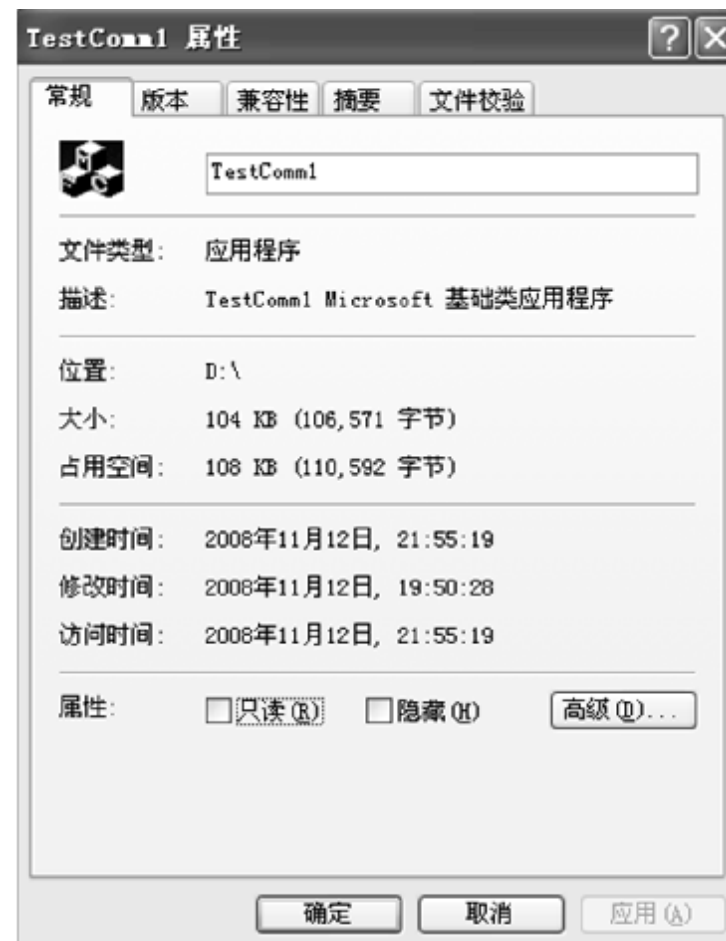 TestComm1 属性
常规 版本 兼容性 摘要 文件校验
TestComm1
文件类型: 应用程序
描述: TestComm1 Microsoft 基础类应用程序
位置: D:\
大小: 104 KB (106,571 字节)
占用空间: 108 KB (110,592 字节)
创建时间: 2008年11月12日, 21:55:19
修改时间: 2008年11月12日, 19:50:28
访问时间: 2008年11月12日, 21:55:19
属性: 只读(R) 隐藏(H) 高级(D)...
确定 取消 应用(A)